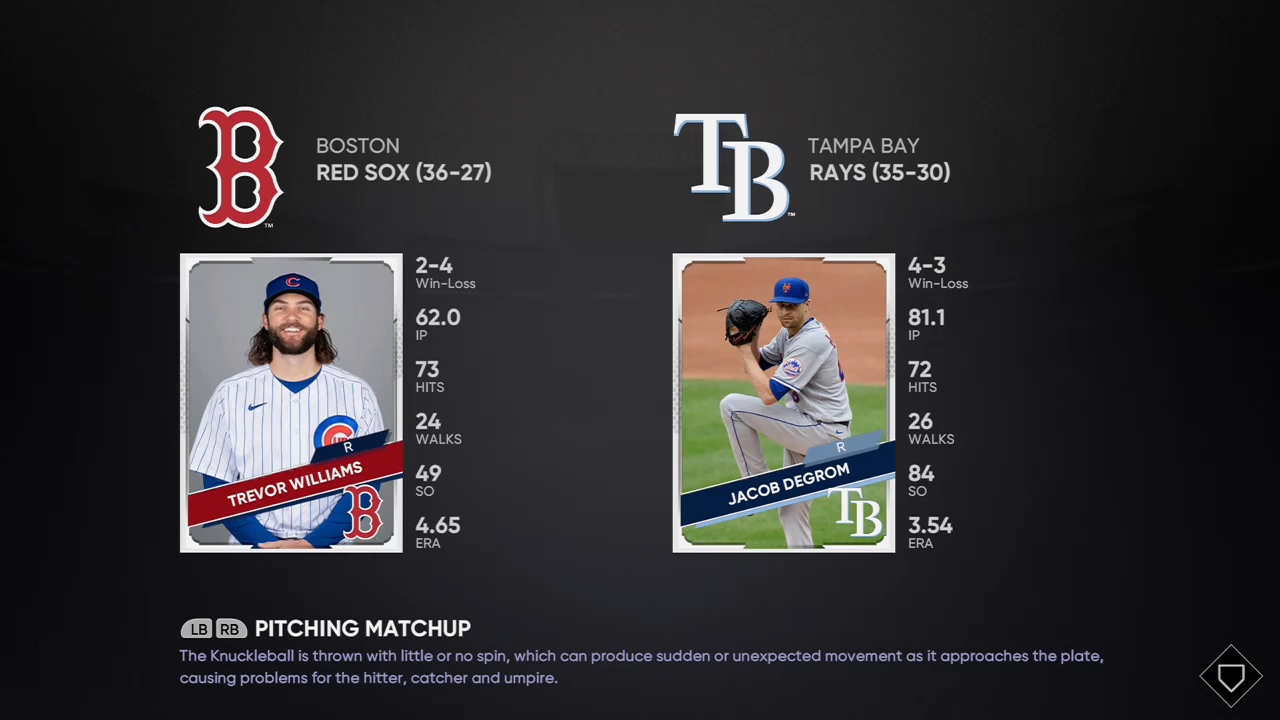 BOSTON
RED SOX (36-27)
B
™
TAMPA BAY
RAYS (35-30)
TB
™
C
R
TREVOR WILLIAMS
B
2-4
Win-Loss
62.0
IP
73
HITS
24
WALKS
49
SO
4.65
ERA
R
JACOB DEGROM
TB
4-3
Win-Loss
81.1
IP
72
HITS
26
WALKS
84
SO
3.54
ERA
LB RB PITCHING MATCHUP
The Knuckleball is thrown with little or no spin, which can produce sudden or unexpected movement as it approaches the plate,
causing problems for the hitter, catcher and umpire.